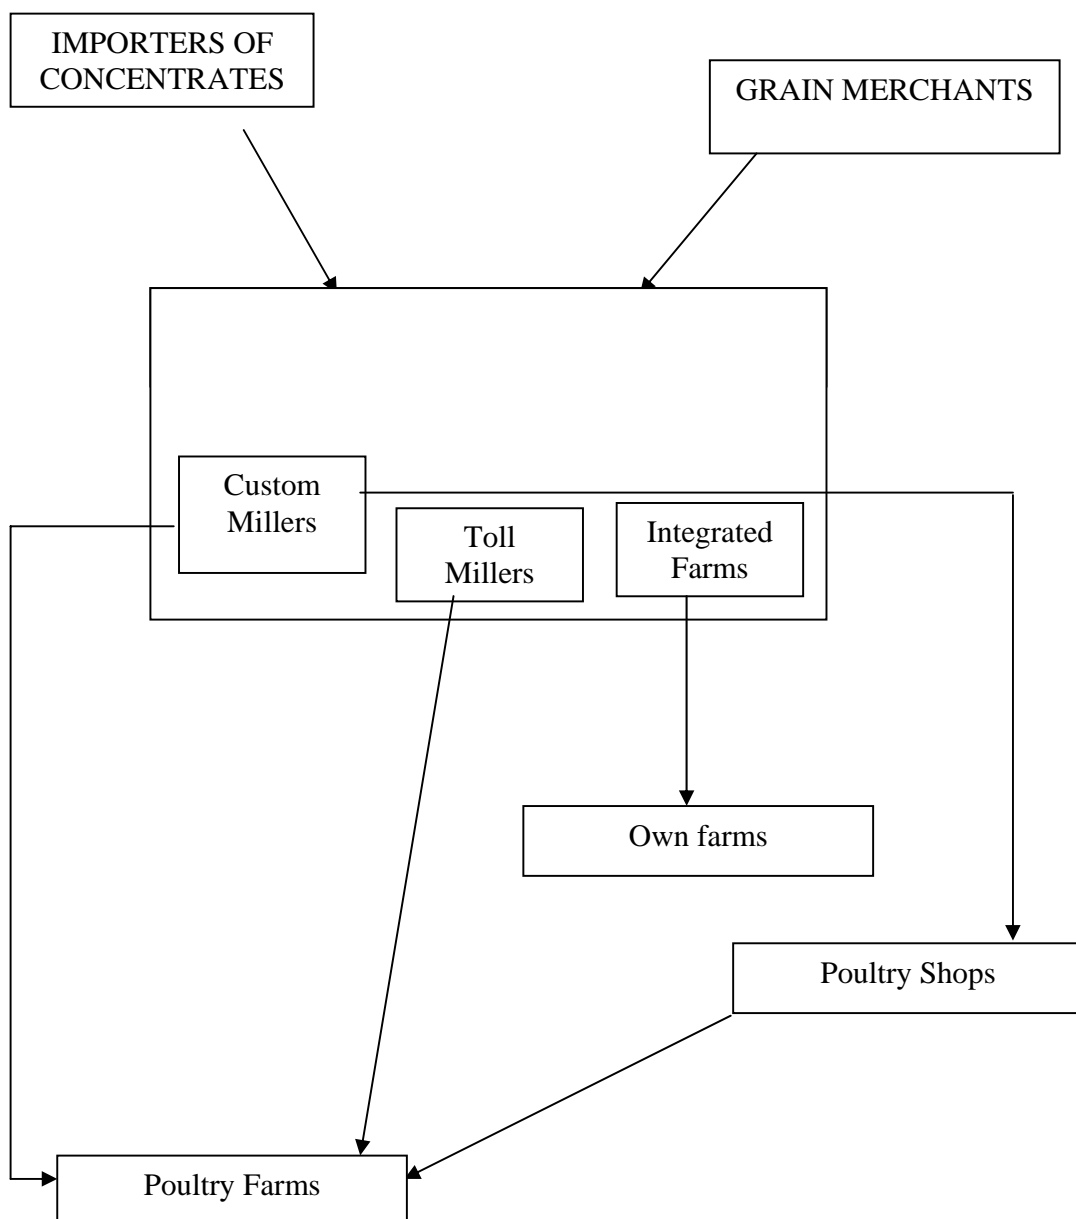 IMPORTERS OF
CONCENTRATES
GRAIN MERCHANTS
Custom
Millers
Toll
Millers
Integrated
Farms
Own farms
Poultry Shops
Poultry Farms